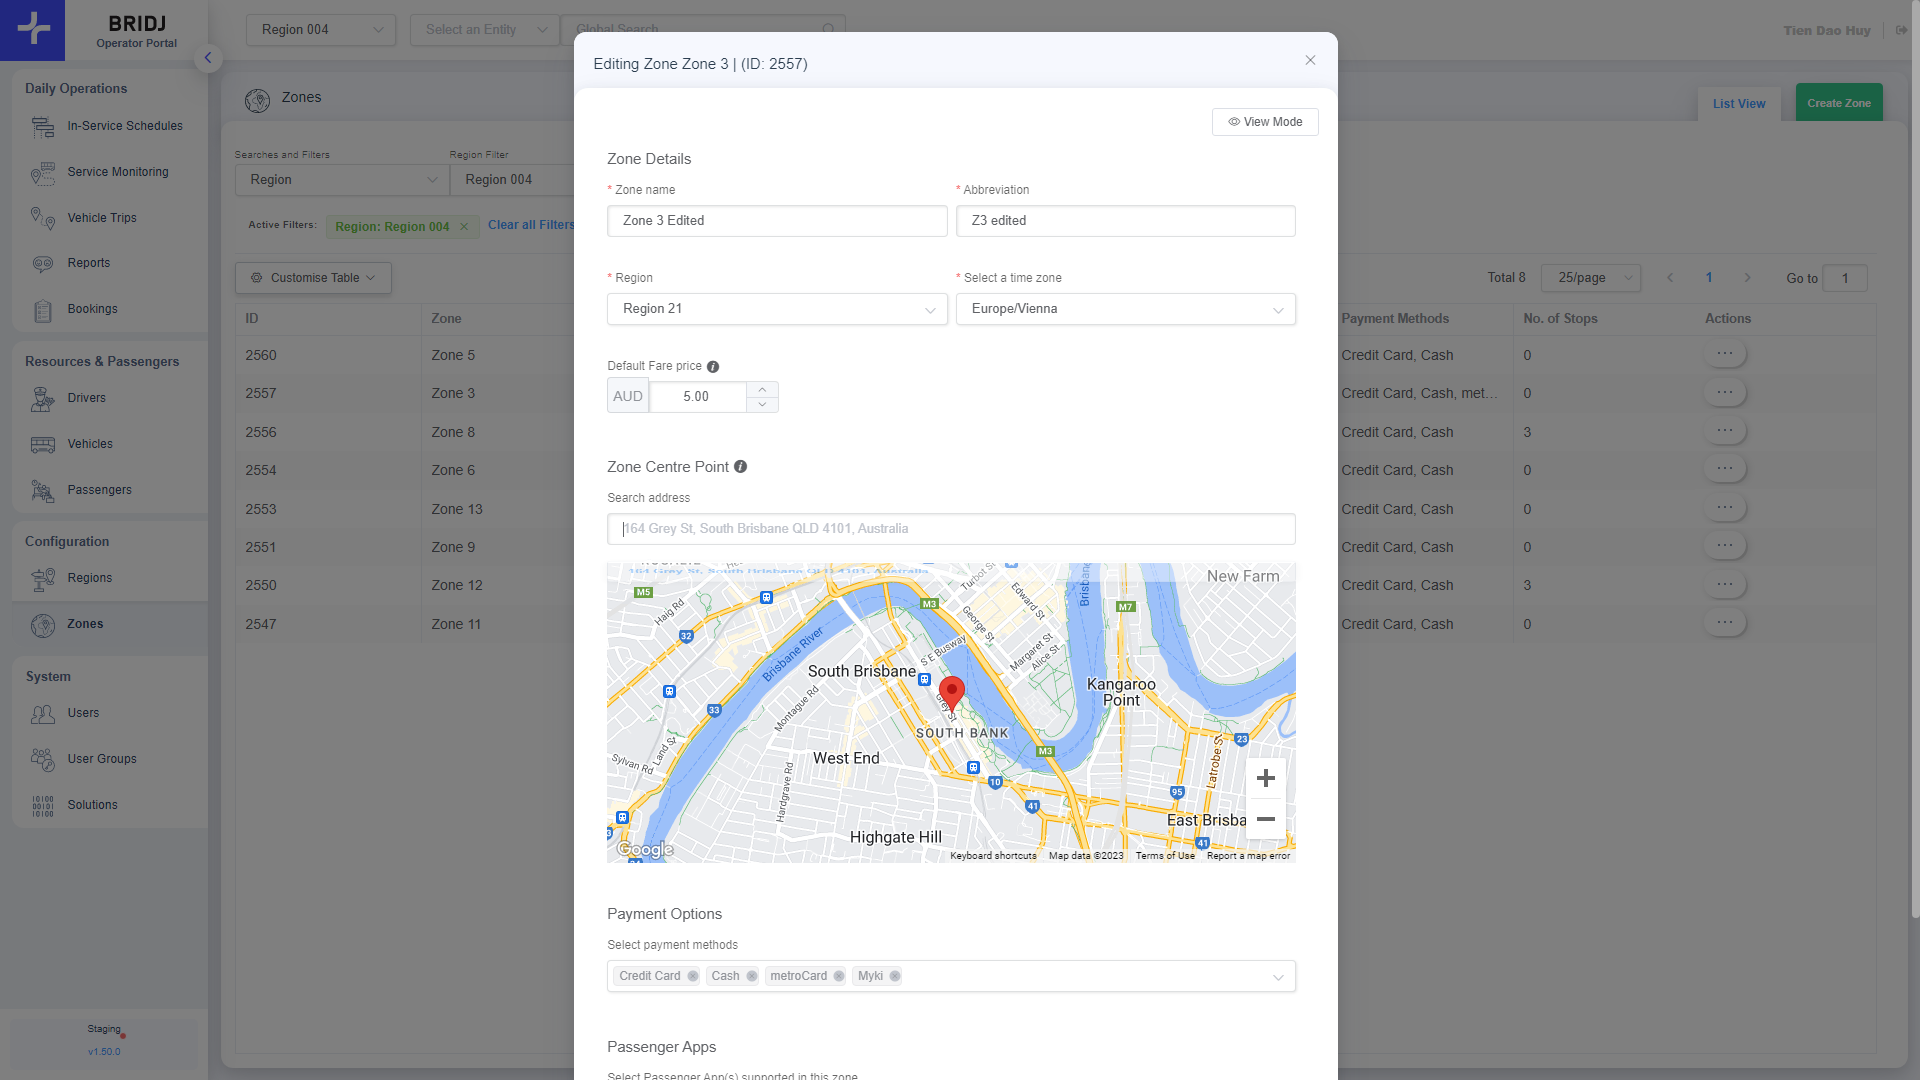 BRIDJ
Operator Portal
Region 004
Select an Entity
Global Search
Tien Dao Huy
Daily Operations
In-Service Schedules
Service Monitoring
Vehicle Trips
Reports
Bookings
Resources & Passengers
Drivers
Vehicles
Passengers
Configuration
Regions
Zones
System
Users
User Groups
Solutions
Staging
v1.50.0
Zones
List View
Create Zone
Searches and Filters
Region
Region Filter
Region 004
Active Filters:
Region: Region 004
Clear all Filters
Customise Table
Total 8
25/page
1
Go to
1
ID
Zone
Payment Methods
No. of Stops
Actions
2560
Zone 5
Credit Card, Cash
0
2557
Zone 3
Credit Card, Cash, met...
0
2556
Zone 8
Credit Card, Cash
3
2554
Zone 6
Credit Card, Cash
0
2553
Zone 13
Credit Card, Cash
0
2551
Zone 9
Credit Card, Cash
0
2550
Zone 12
Credit Card, Cash
3
2547
Zone 11
Credit Card, Cash
0
Editing Zone Zone 3 | (ID: 2557)
View Mode
Zone Details
* Zone name
Zone 3 Edited
* Abbreviation
Z3 edited
* Region
Region 21
* Select a time zone
Europe/Vienna
Default Fare price
AUD
5.00
Zone Centre Point
Search address
164 Grey St, South Brisbane QLD 4101, Australia
164 Grey St, South Brisbane QLD 4101, Australia
New Farm
M5
Haig Rd
32
M3
Turbot St
Edward St
George St
M7
Brisbane
Brisbane River
S E Busway
Margaret St
Alice St
South Brisbane
Kangaroo
Point
Grey St
SOUTH BANK
33
Montague Rd
M3
23
Land St
Sylvan Rd
West End
Latrobe St
10
Hardgrave Rd
95
41
East Brisba
Highgate Hill
41
Google
Keyboard shortcuts
Map data ©2023
Terms of Use
Report a map error
Payment Options
Select payment methods
Credit Card
Cash
metroCard
Myki
Passenger Apps
Select Passenger App(s) supported in this zone